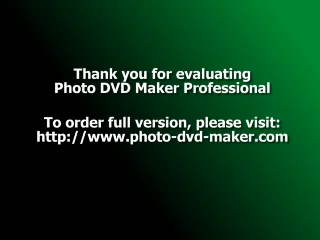 Thank you for evaluating
Photo DVD Maker Professional
To order full version, please visit:
http://www.photo-dvd-maker.com